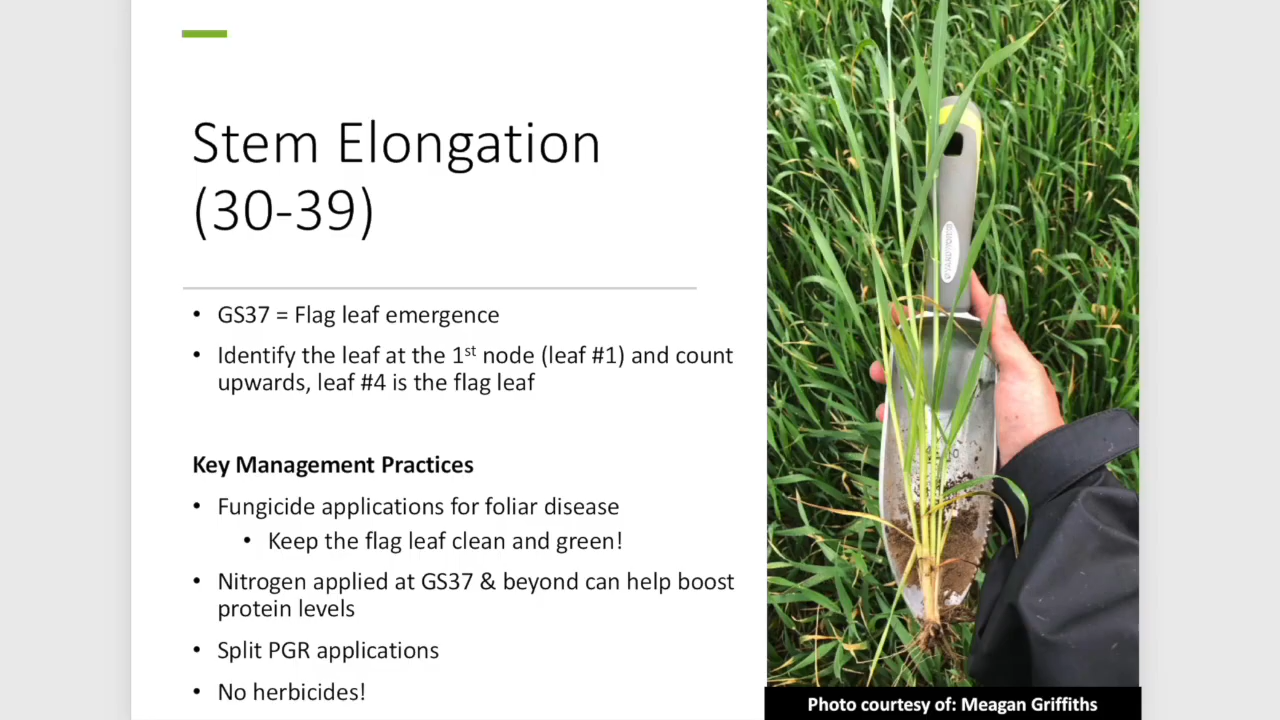 Stem Elongation
(30-39)
• GS37 = Flag leaf emergence
• Identify the leaf at the 1st node (leaf #1) and count
upwards, leaf #4 is the flag leaf
Key Management Practices
• Fungicide applications for foliar disease
• Keep the flag leaf clean and green!
• Nitrogen applied at GS37 & beyond can help boost
protein levels
• Split PGR applications
• No herbicides!
Photo courtesy of: Meagan Griffiths